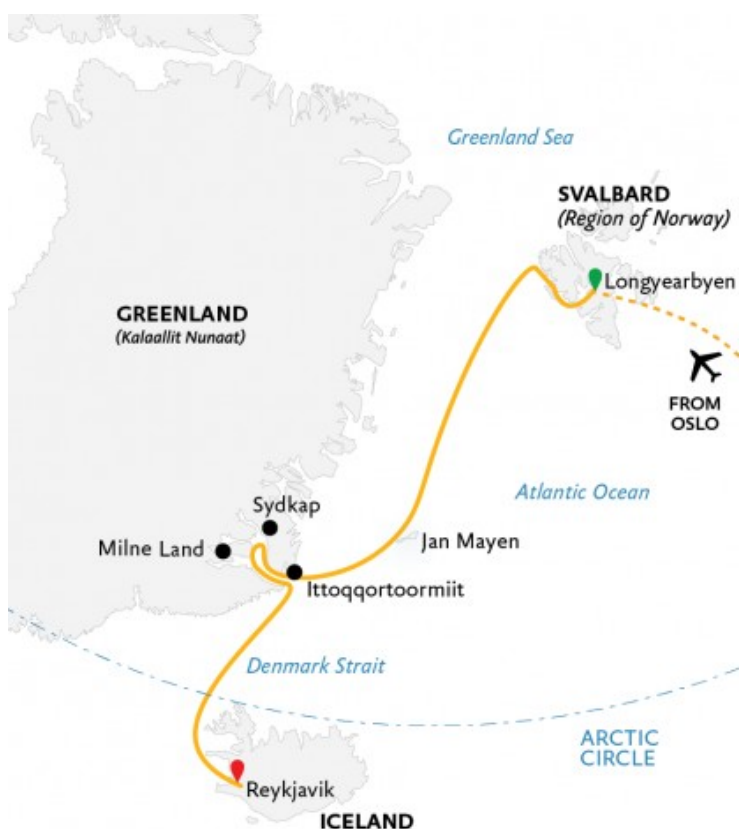 Greenland Sea
SVALBARD
(Region of Norway)
Longyearbyen
GREENLAND
(Kalaallit Nunaat)
FROM
OSLO
Sydkap
Atlantic Ocean
Milne Land
Jan Mayen
Ittoqqortoormiit
Denmark Strait
ARCTIC
CIRCLE
Reykjavik
ICELAND